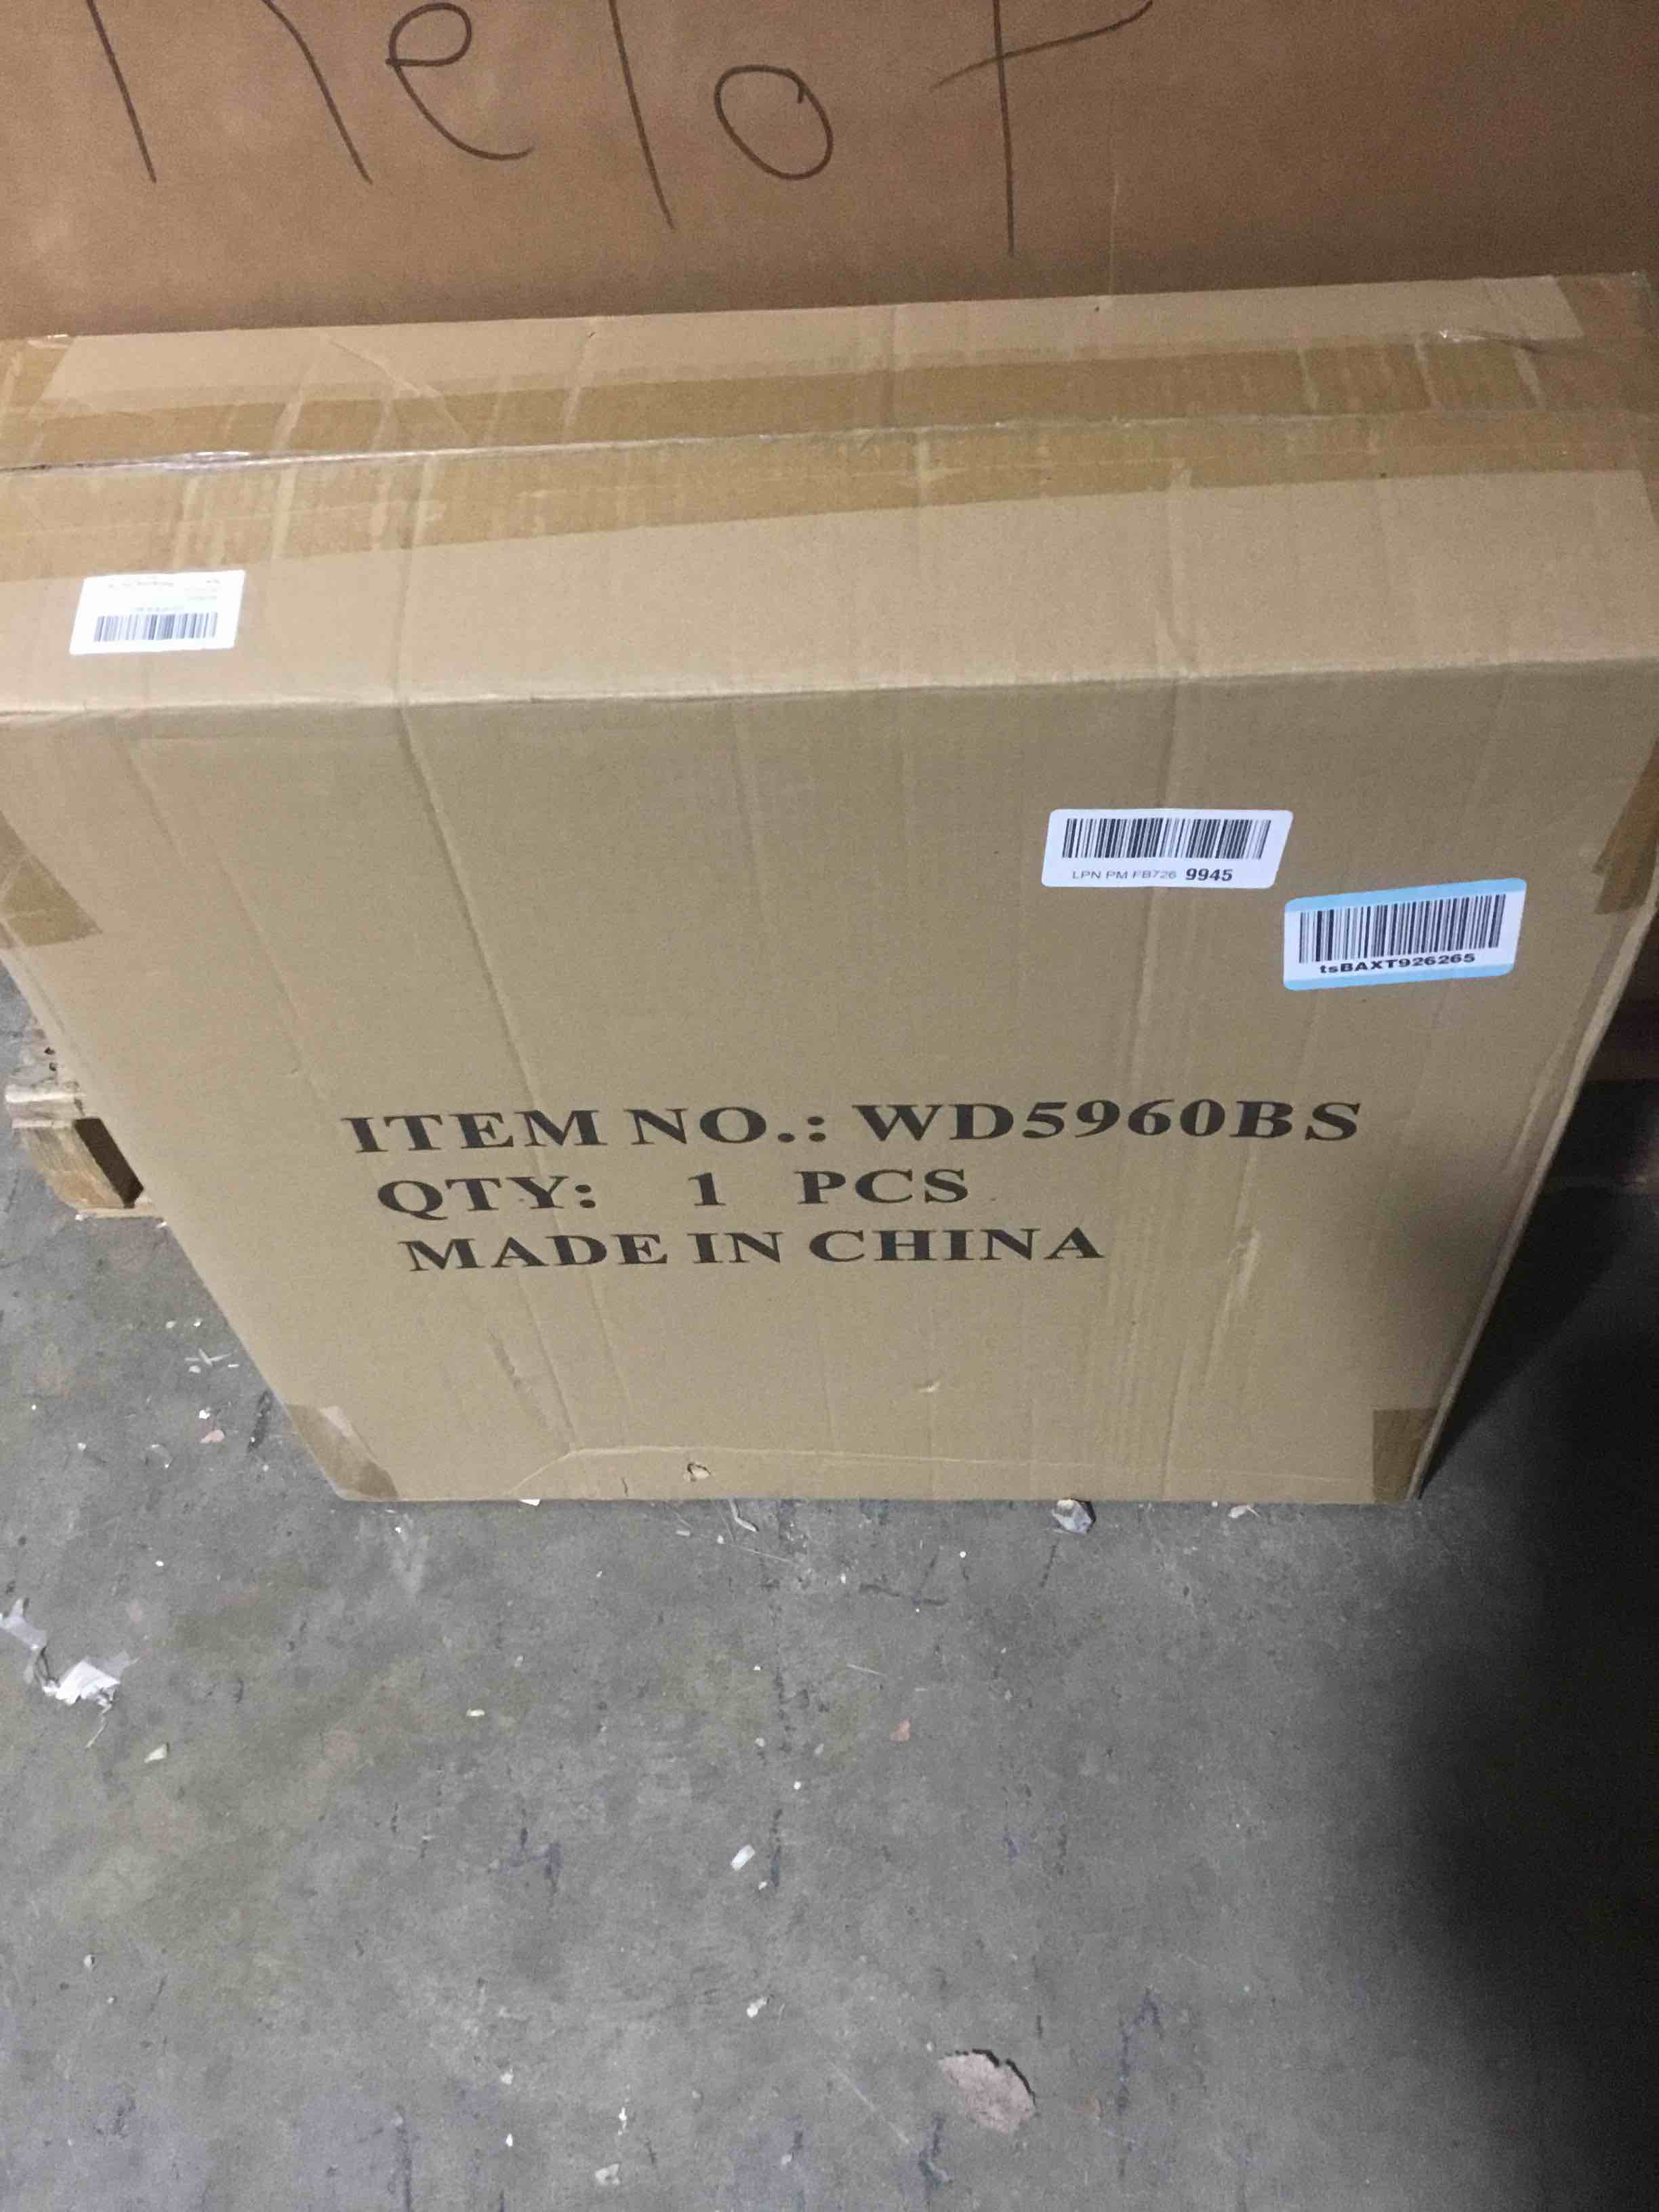 LPN PM FB726 9945
tsBAXT926265
ITEM NO.: WD5960BS
QTY: 1 PCS
MADE IN CHINA